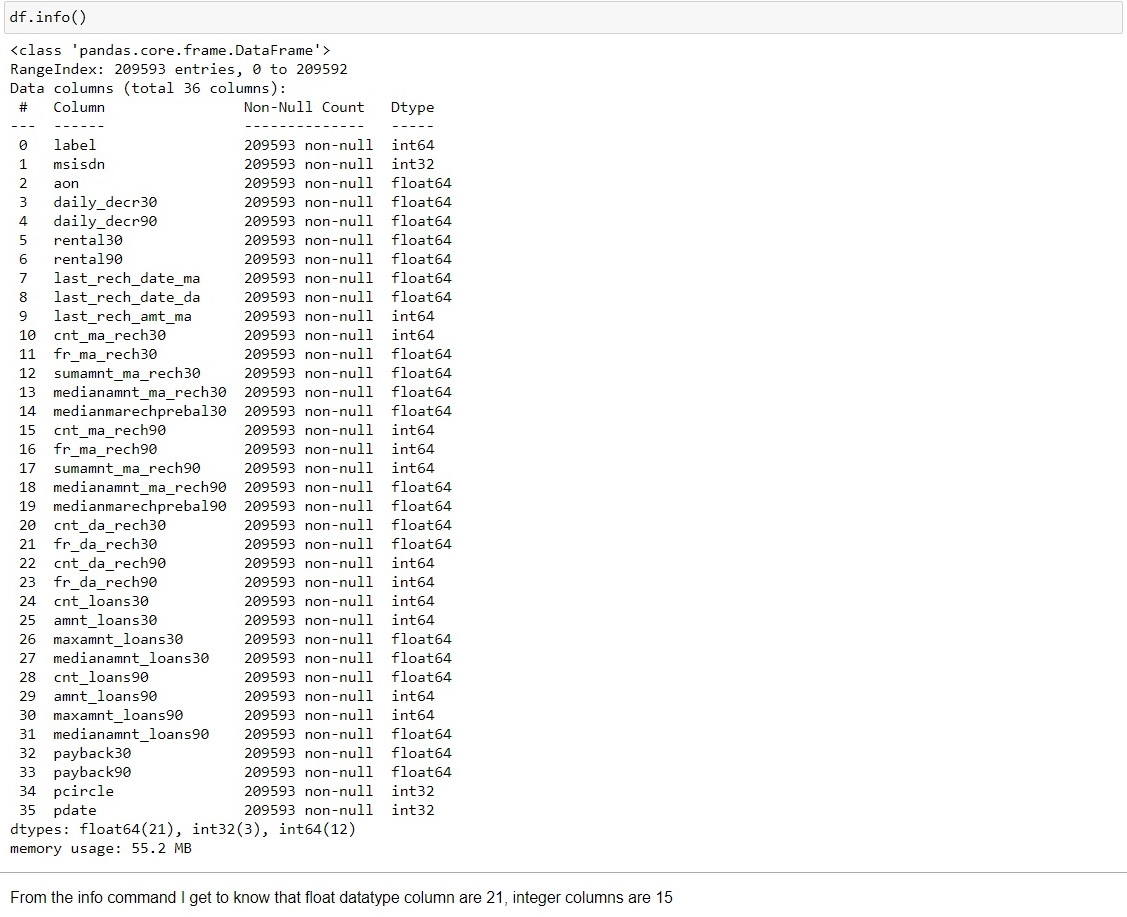 df.info()
<class 'pandas.core.frame.DataFrame'>
RangeIndex: 209593 entries, 0 to 209592
Data columns (total 36 columns):
 #   Column                Non-Null Count   Dtype
---  ------                --------------   -----
 0   label                 209593 non-null  int64
 1   msisdn                209593 non-null  int32
 2   aon                   209593 non-null  float64
 3   daily_decr30          209593 non-null  float64
 4   daily_decr90          209593 non-null  float64
 5   rental30              209593 non-null  float64
 6   rental90              209593 non-null  float64
 7   last_rech_date_ma     209593 non-null  float64
 8   last_rech_date_da     209593 non-null  float64
 9   last_rech_amt_ma      209593 non-null  int64
 10  cnt_ma_rech30         209593 non-null  int64
 11  fr_ma_rech30          209593 non-null  float64
 12  sumamnt_ma_rech30     209593 non-null  float64
 13  medianamnt_ma_rech30  209593 non-null  float64
 14  medianmarechprebal30  209593 non-null  float64
 15  cnt_ma_rech90         209593 non-null  int64
 16  fr_ma_rech90          209593 non-null  int64
 17  sumamnt_ma_rech90     209593 non-null  int64
 18  medianamnt_ma_rech90  209593 non-null  float64
 19  medianmarechprebal90  209593 non-null  float64
 20  cnt_da_rech30         209593 non-null  float64
 21  fr_da_rech30          209593 non-null  float64
 22  cnt_da_rech90         209593 non-null  int64
 23  fr_da_rech90          209593 non-null  int64
 24  cnt_loans30           209593 non-null  int64
 25  amnt_loans30          209593 non-null  int64
 26  maxamnt_loans30       209593 non-null  float64
 27  medianamnt_loans30    209593 non-null  float64
 28  cnt_loans90           209593 non-null  float64
 29  amnt_loans90          209593 non-null  int64
 30  maxamnt_loans90       209593 non-null  int64
 31  medianamnt_loans90    209593 non-null  float64
 32  payback30             209593 non-null  float64
 33  payback90             209593 non-null  float64
 34  pcircle               209593 non-null  int32
 35  pdate                 209593 non-null  int32
dtypes: float64(21), int32(3), int64(12)
memory usage: 55.2 MB
From the info command I get to know that float datatype column are 21, integer columns are 15